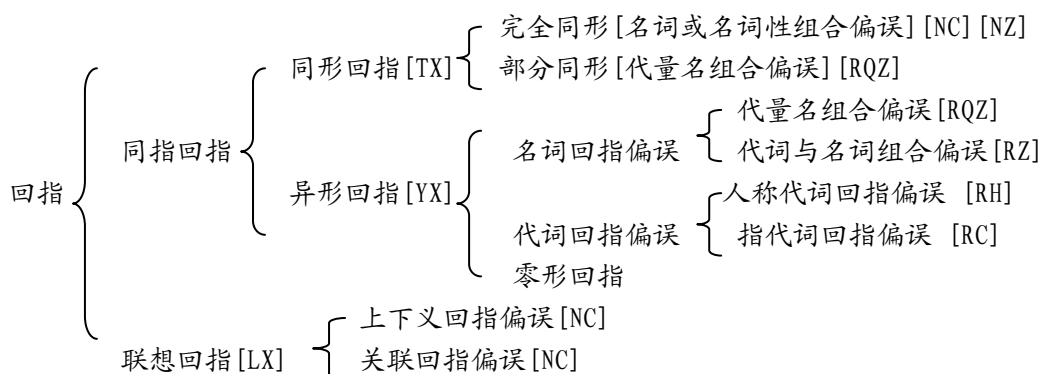 完全同形[名词或名词性组合偏误][NC][NZ]
同形回指[TX]
部分同形[代量名组合偏误][RQZ]
代量名组合偏误[RQZ]
同指回指
名词回指偏误
代词与名词组合偏误[RZ]
回指
异形回指[YX]
人称代词回指偏误 [RH]
代词回指偏误
指代词回指偏误 [RC]
零形回指
上下义回指偏误[NC]
联想回指[LX]
关联回指偏误[NC]